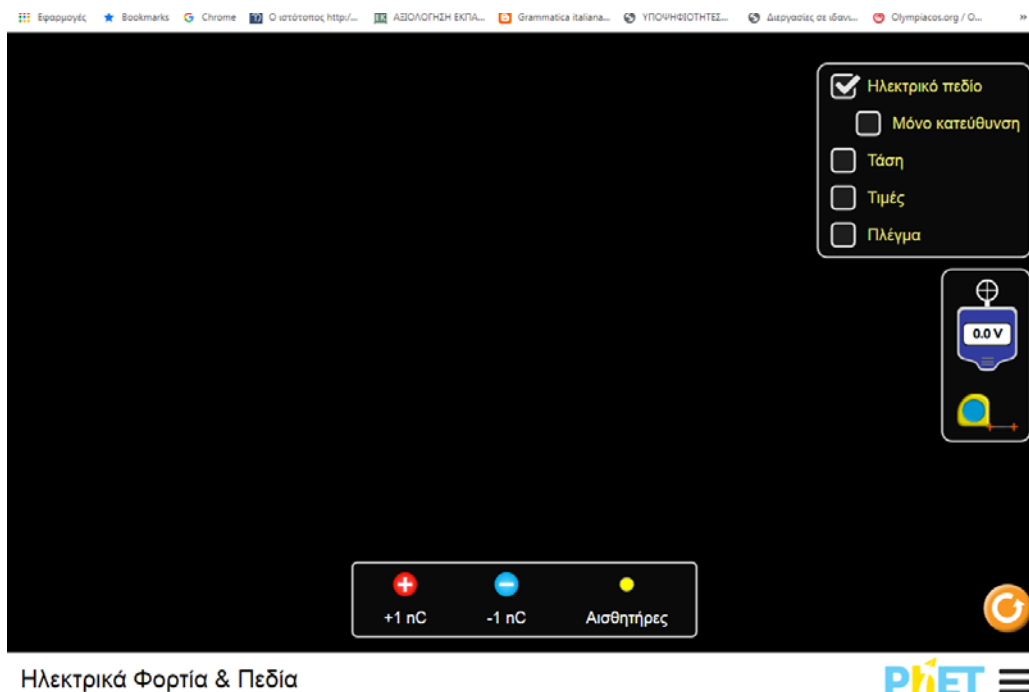 Εφαρμογές Bookmarks Chrome Ο ιστότοπος http:/... ΑΞΙΟΛΟΓΗΣΗ ΕΚΠΑ... Grammatica italiana... ΥΠΟΨΗΦΙΟΤΗΤΕΣ... Διεργασίες σε ιδανι... Olympiacos.org / Ο... »
Ηλεκτρικό πεδίο
Μόνο κατεύθυνση
Τάση
Τιμές
Πλέγμα
0.0 V
+1 nC -1 nC Αισθητήρες
Ηλεκτρικά Φορτία & Πεδία
PhET